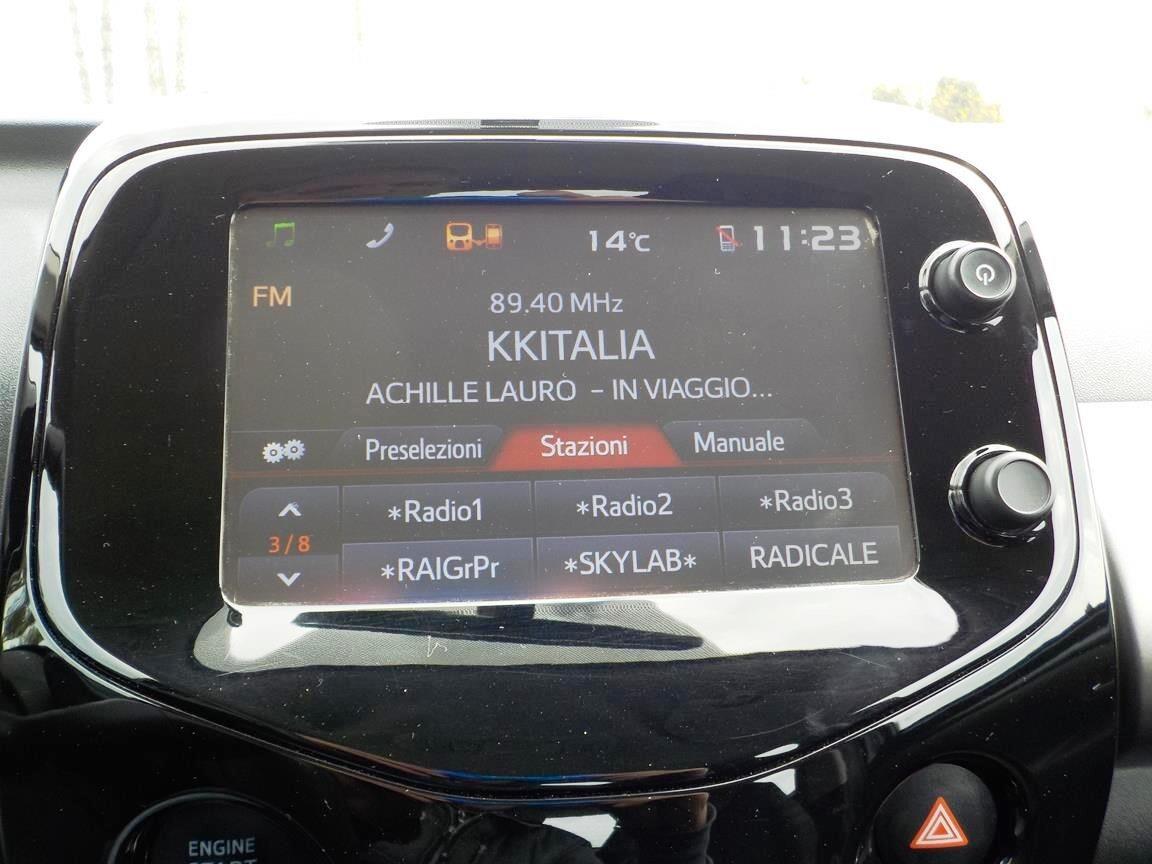 14°C 11:23
FM
89.40 MHz
KKITALIA
ACHILLE LAURO – IN VIAGGIO...
Preselezioni Stazioni Manuale
*Radio1 *Radio2 *Radio3
3/8
*RAIGrPr *SKYLAB* RADICALE
ENGINE
START